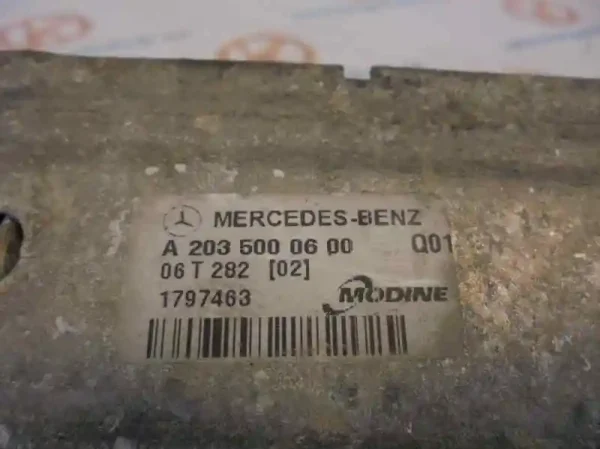 MERCEDES-BENZ
A 203 500 06 00 Q01
06 T 282 [02]
1797463 MODINE